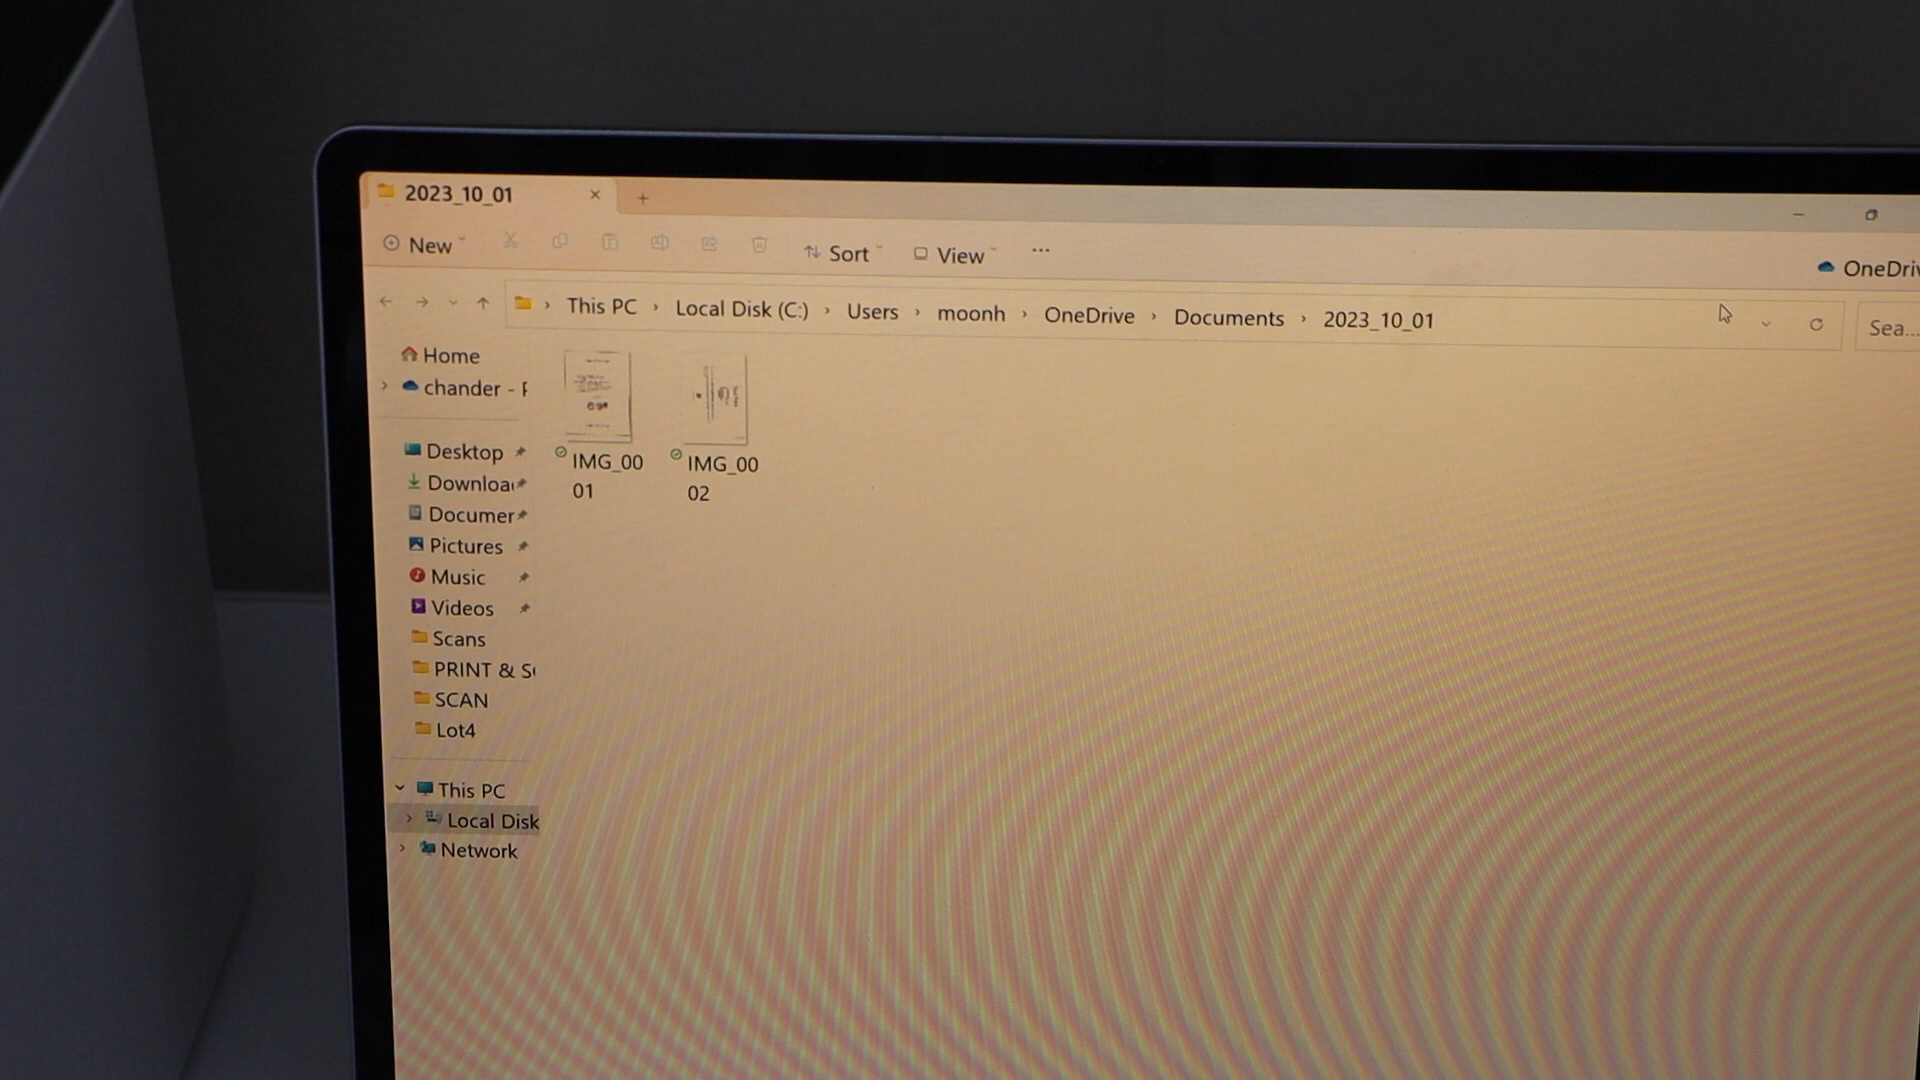 2023_10_01
New
Sort
View
OneDriv
This PC › Local Disk (C:) › Users › moonh › OneDrive › Documents › 2023_10_01
Sea...
Home
chander - F
Desktop
Downloa
Documer
Pictures
Music
Videos
Scans
PRINT & S
SCAN
Lot4
This PC
Local Disk
Network
IMG_00
01
IMG_00
02